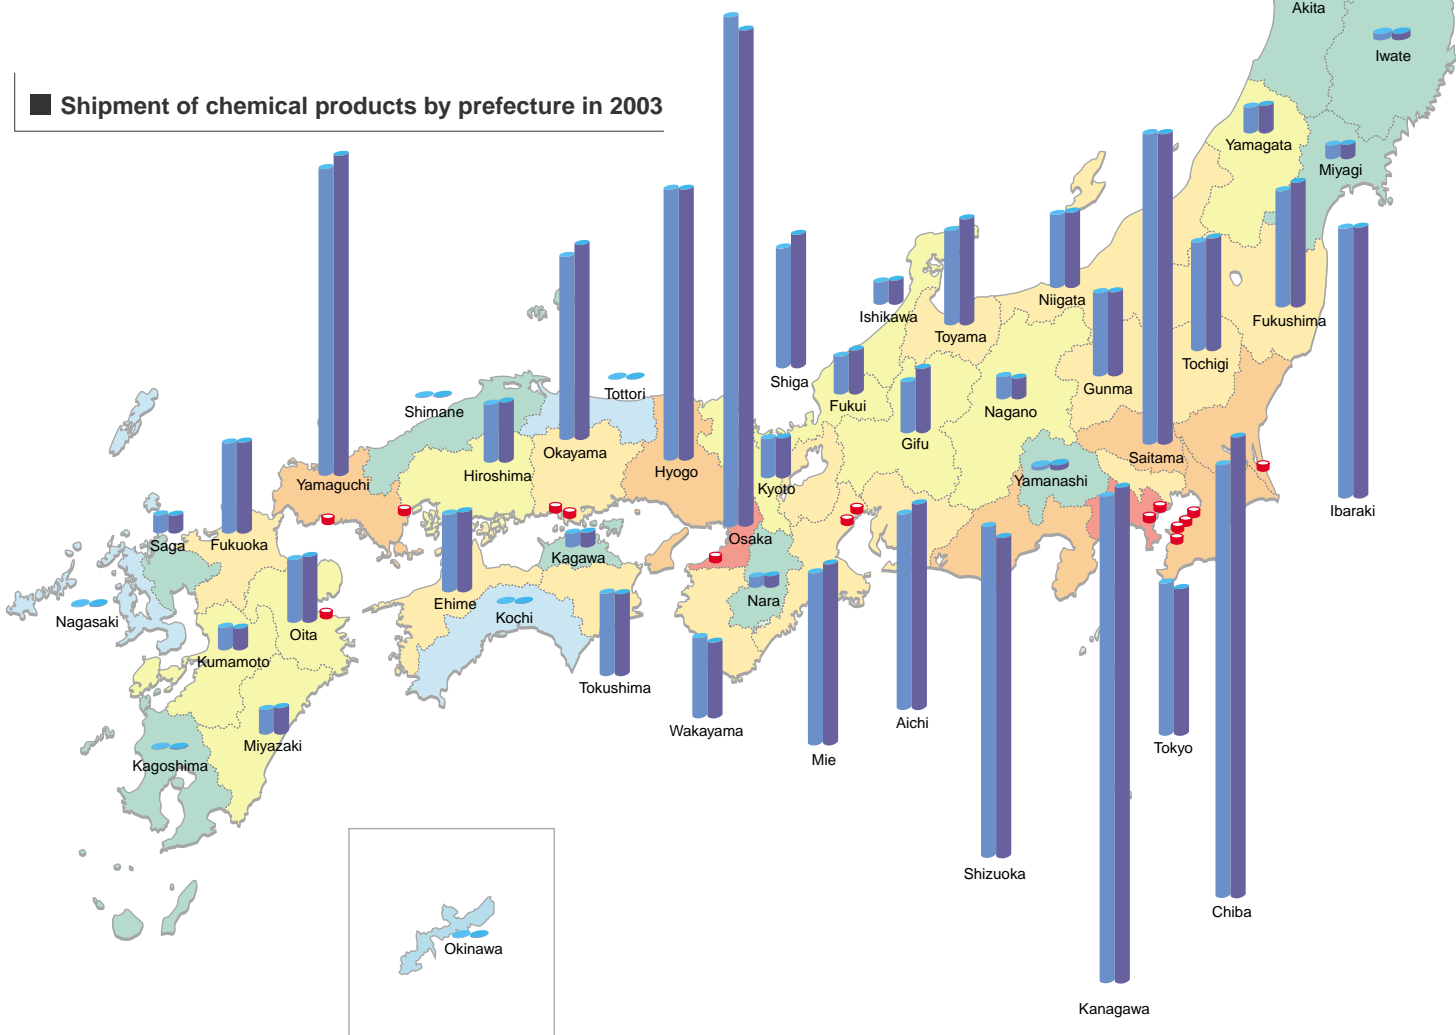 Akita
Iwate
Shipment of chemical products by prefecture in 2003
Yamagata
Miyagi
Niigata
Ishikawa
Fukushima
Toyama
Tochigi
Shiga
Gunma
Tottori
Fukui
Shimane
Nagano
Gifu
Okayama
Saitama
Hyogo
Hiroshima
Yamanashi
Yamaguchi
Kyoto
Ibaraki
Osaka
Saga
Fukuoka
Kagawa
Nara
Ehime
Kochi
Nagasaki
Oita
Kumamoto
Tokushima
Aichi
Wakayama
Miyazaki
Tokyo
Mie
Kagoshima
Shizuoka
Chiba
Okinawa
Kanagawa